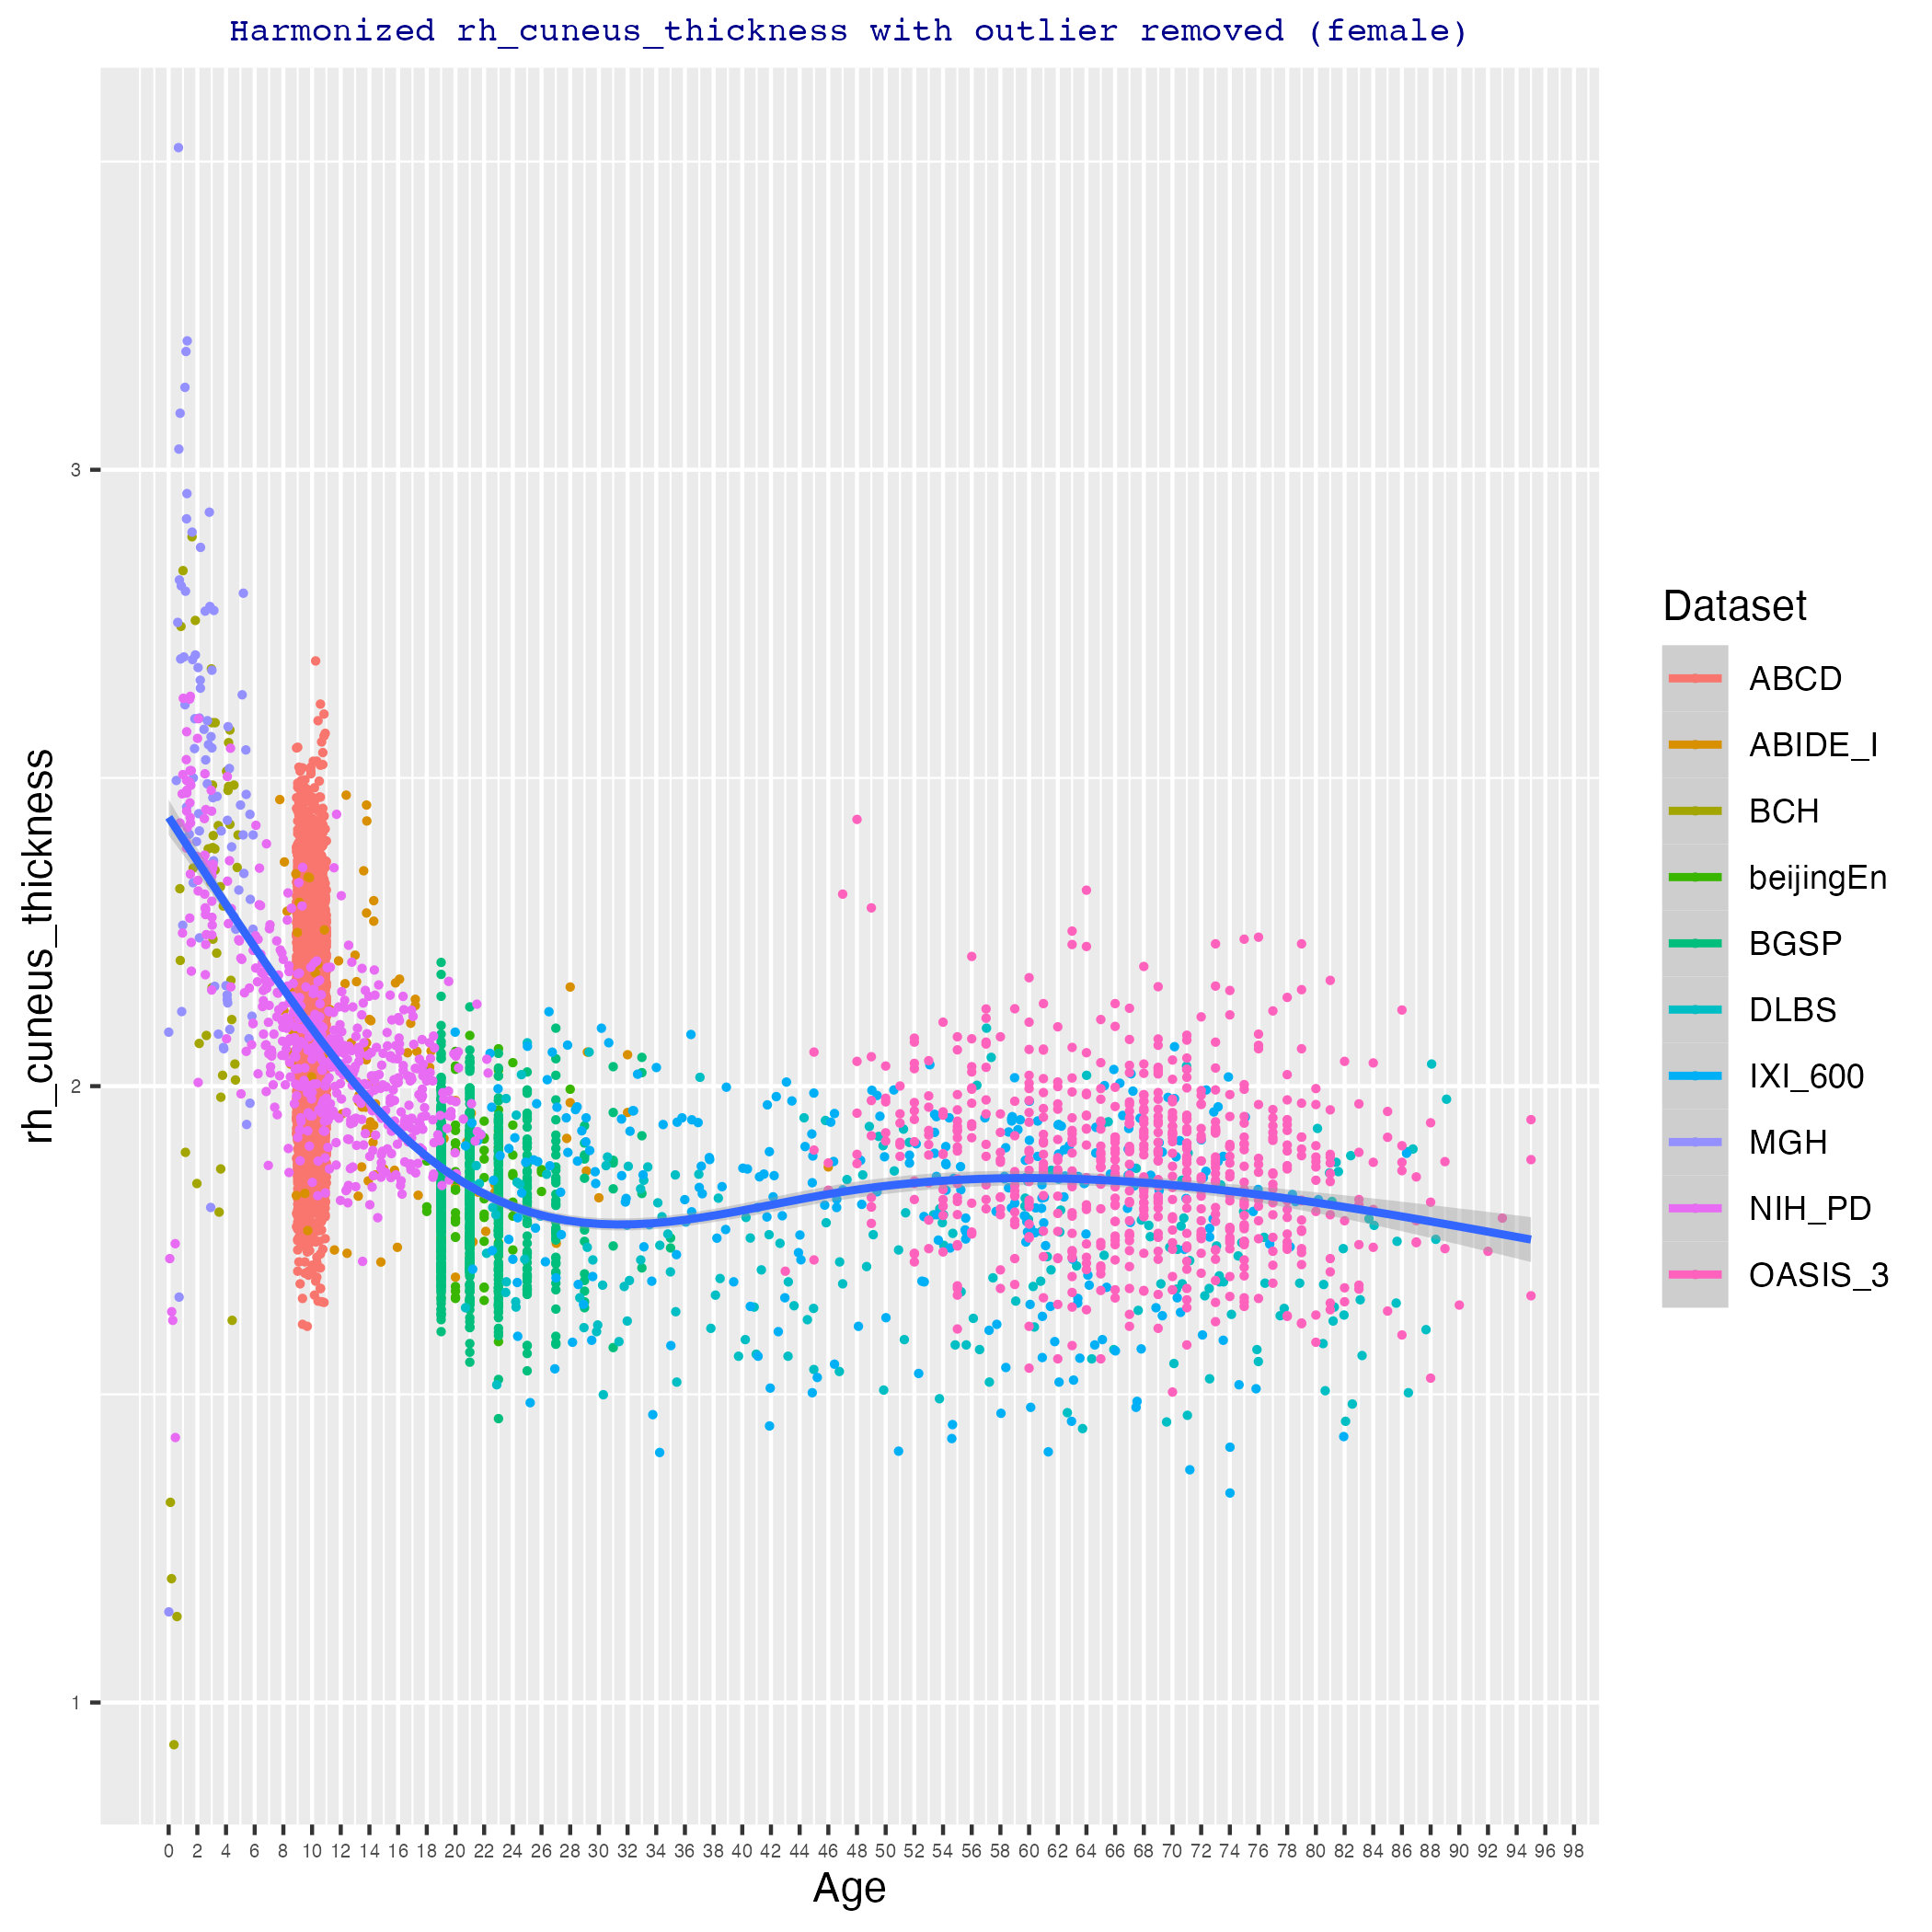 Harmonized rh_cuneus_thickness with outlier removed (female)
rh_cuneus_thickness
3
2
1
0 2 4 6 8 10 12 14 16 18 20 22 24 26 28 30 32 34 36 38 40 42 44 46 48 50 52 54 56 58 60 62 64 66 68 70 72 74 76 78 80 82 84 86 88 90 92 94 96 98
Age
Dataset
ABCD
ABIDE_I
BCH
beijingEn
BGSP
DLBS
IXI_600
MGH
NIH_PD
OASIS_3